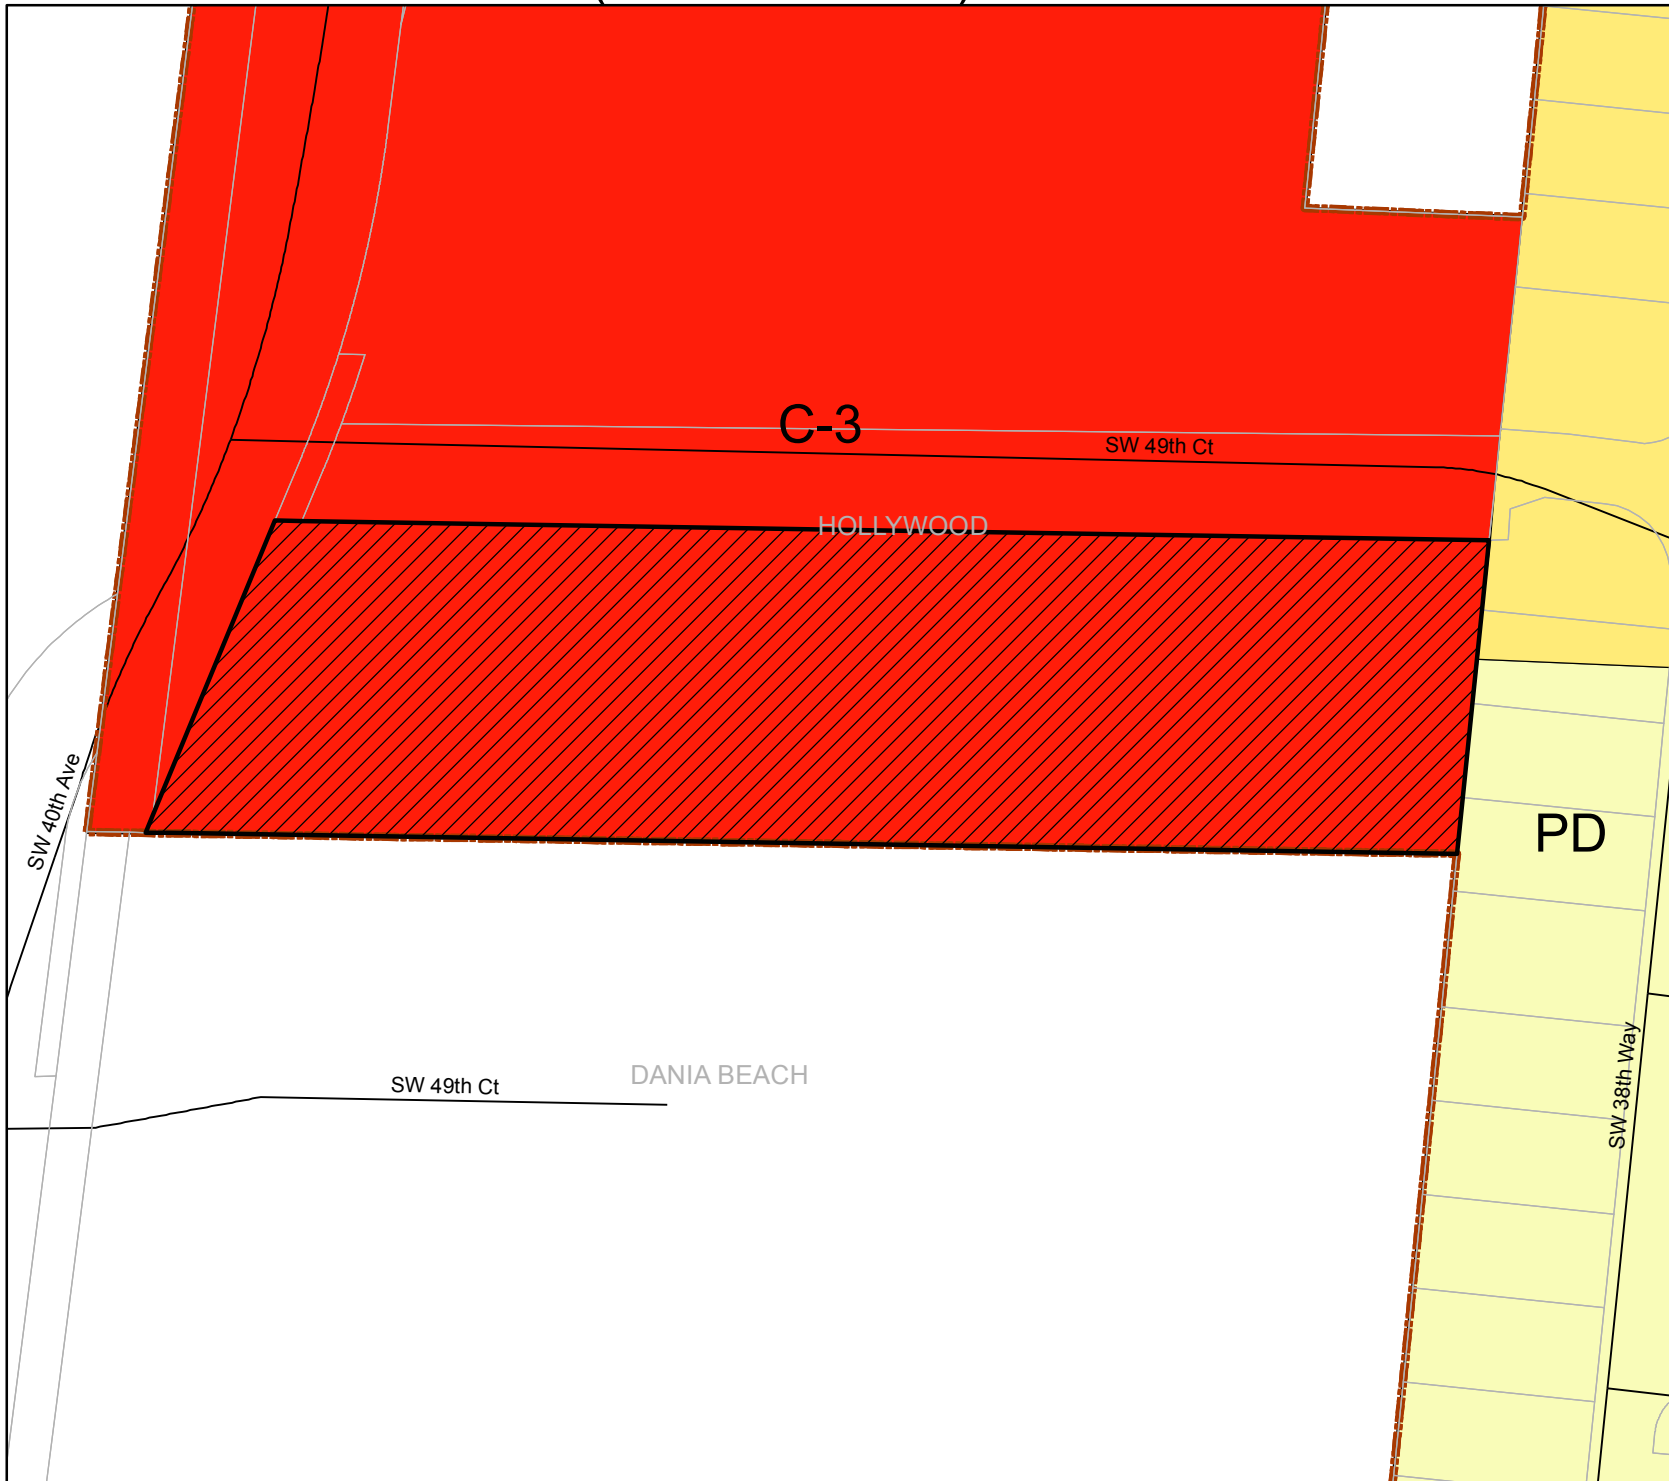 C-3
SW 49th Ct
HOLLYWOOD
SW 40th Ave
PD
SW 38th Way
DANIA BEACH
SW 49th Ct